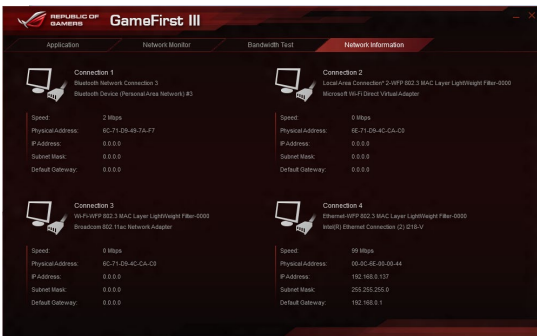 REPUBLIC OF
GAMERS
GameFirst III
Application
Network Monitor
Bandwidth Test
Network Information
Connection 1
Bluetooth Network Connection 3
Bluetooth Device (Personal Area Network) #3
Speed: 2 Mbps
Physical Address: 6C-71-D9-49-7A-F7
IP Address: 0.0.0.0
Subnet Mask: 0.0.0.0
Default Gateway: 0.0.0.0
Connection 2
Local Area Connection* 2-WFP 802.3 MAC Layer LightWeight Filter-0000
Microsoft Wi-Fi Direct Virtual Adapter
Speed: 0 Mbps
Physical Address: 6E-71-D9-4C-CA-C0
IP Address: 0.0.0.0
Subnet Mask: 0.0.0.0
Default Gateway: 0.0.0.0
Connection 3
Wi-Fi-WFP 802.3 MAC Layer LightWeight Filter-0000
Broadcom 802.11ac Network Adapter
Speed: 0 Mbps
Physical Address: 6C-71-D9-4C-CA-C0
IP Address: 0.0.0.0
Subnet Mask: 0.0.0.0
Default Gateway: 0.0.0.0
Connection 4
Ethernet-WFP 802.3 MAC Layer LightWeight Filter-0000
Intel(R) Ethernet Connection (2) I218-V
Speed: 99 Mbps
Physical Address: 00-0C-6E-00-00-44
IP Address: 192.168.0.137
Subnet Mask: 255.255.255.0
Default Gateway: 192.168.0.1